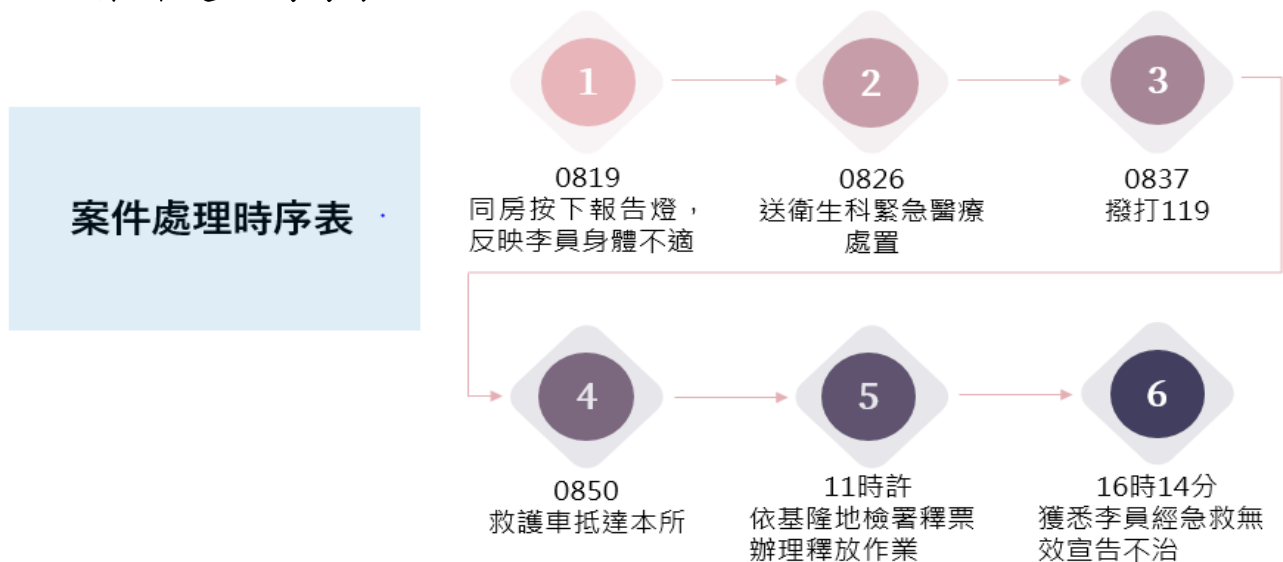 案件處理時序表
1
0819
同房按下報告燈，
反映李員身體不適
2
0826
送衛生科緊急醫療
處置
3
0837
撥打119
4
0850
救護車抵達本所
5
11時許
依基隆地檢署釋票
辦理釋放作業
6
16時14分
獲悉李員經急救無
效宣告不治